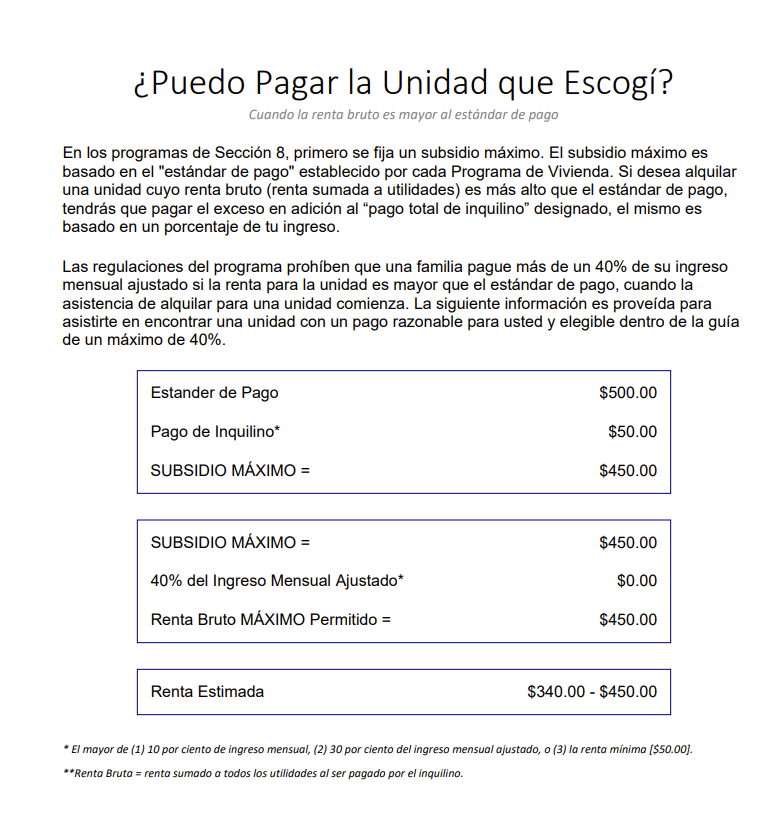 ¿Puedo Pagar la Unidad que Escogí?
Cuando la renta bruto es mayor al estándar de pago
En los programas de Sección 8, primero se fija un subsidio máximo. El subsidio máximo es
basado en el "estándar de pago" establecido por cada Programa de Vivienda. Si desea alquilar
una unidad cuyo renta bruto (renta sumada a utilidades) es más alto que el estándar de pago,
tendrás que pagar el exceso en adición al “pago total de inquilino” designado, el mismo es
basado en un porcentaje de tu ingreso.
Las regulaciones del programa prohíben que una familia pague más de un 40% de su ingreso
mensual ajustado si la renta para la unidad es mayor que el estándar de pago, cuando la
asistencia de alquilar para una unidad comienza. La siguiente información es proveída para
asistirte en encontrar una unidad con un pago razonable para usted y elegible dentro de la guía
de un máximo de 40%.
Estander de Pago $500.00
Pago de Inquilino* $50.00
SUBSIDIO MÁXIMO = $450.00
SUBSIDIO MÁXIMO = $450.00
40% del Ingreso Mensual Ajustado* $0.00
Renta Bruto MÁXIMO Permitido = $450.00
Renta Estimada $340.00 - $450.00
* El mayor de (1) 10 por ciento de ingreso mensual, (2) 30 por ciento del ingreso mensual ajustado, o (3) la renta mínima [$50.00].
**Renta Bruta = renta sumado a todos los utilidades al ser pagado por el inquilino.